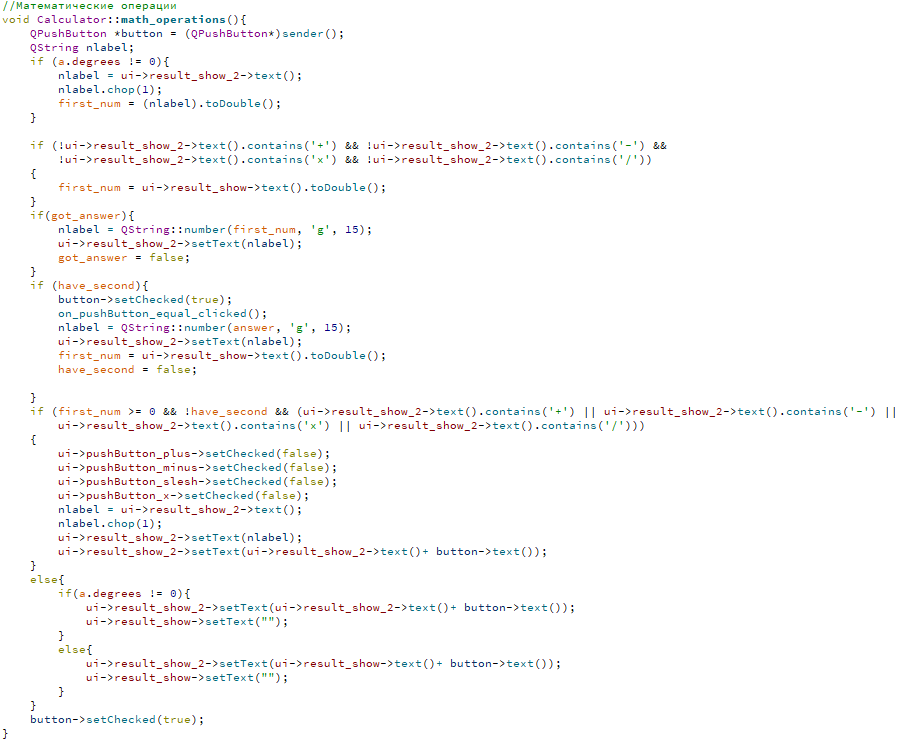 //Математические операции
void Calculator::math_operations(){
    QPushButton *button = (QPushButton*)sender();
    QString nlabel;
    if (a.degrees != 0){
        nlabel = ui->result_show_2->text();
        nlabel.chop(1);
        first_num = (nlabel).toDouble();
    }

    if (!ui->result_show_2->text().contains('+') && !ui->result_show_2->text().contains('-') &&
        !ui->result_show_2->text().contains('x') && !ui->result_show_2->text().contains('/'))
    {
        first_num = ui->result_show->text().toDouble();
    }
    if(got_answer){
        nlabel = QString::number(first_num, 'g', 15);
        ui->result_show_2->setText(nlabel);
        got_answer = false;
    }
    if (have_second){
        button->setChecked(true);
        on_pushButton_equal_clicked();
        nlabel = QString::number(answer, 'g', 15);
        ui->result_show_2->setText(nlabel);
        first_num = ui->result_show->text().toDouble();
        have_second = false;

    }
    if (first_num >= 0 && !have_second && (ui->result_show_2->text().contains('+') || ui->result_show_2->text().contains('-') ||
        ui->result_show_2->text().contains('x') || ui->result_show_2->text().contains('/')))
    {
        ui->pushButton_plus->setChecked(false);
        ui->pushButton_minus->setChecked(false);
        ui->pushButton_slesh->setChecked(false);
        ui->pushButton_x->setChecked(false);
        nlabel = ui->result_show_2->text();
        nlabel.chop(1);
        ui->result_show_2->setText(nlabel);
        ui->result_show_2->setText(ui->result_show_2->text()+ button->text());
    }
    else{
        if(a.degrees != 0){
            ui->result_show_2->setText(ui->result_show_2->text()+ button->text());
            ui->result_show->setText("");
        }
        else{
            ui->result_show_2->setText(ui->result_show->text()+ button->text());
            ui->result_show->setText("");
        }
    }
    button->setChecked(true);
}